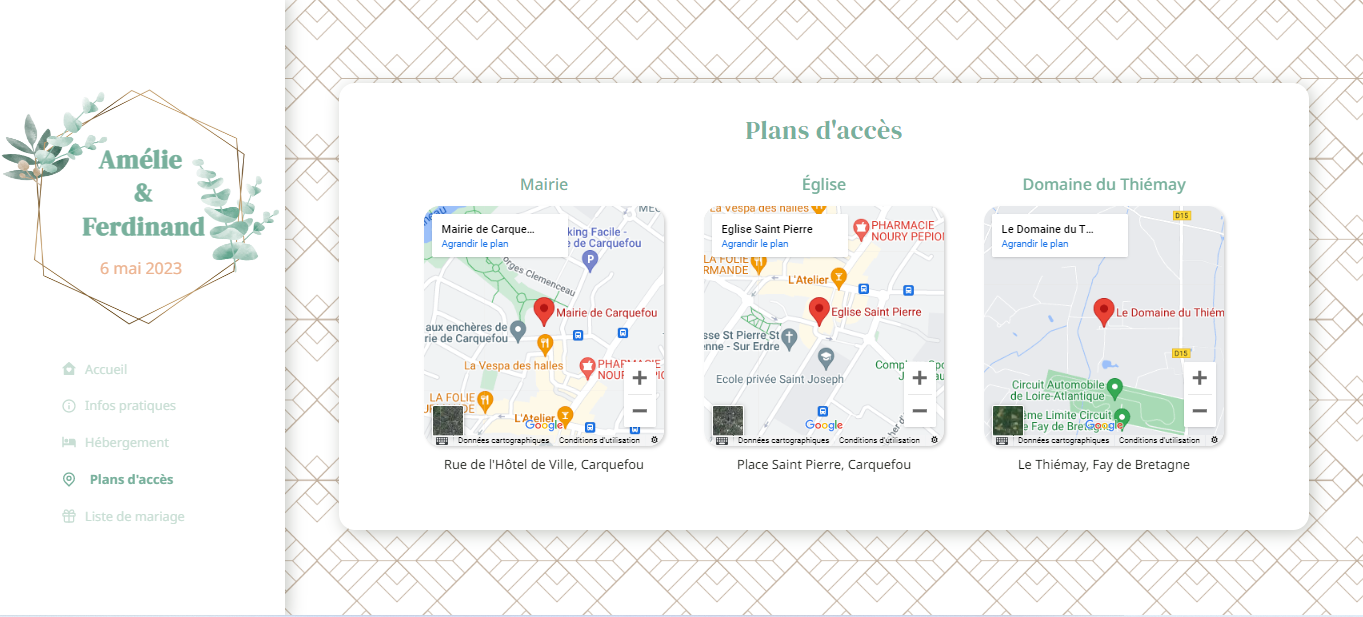 Amélie
&
Ferdinand
6 mai 2023
Accueil
Infos pratiques
Hébergement
Plans d'accès
Liste de mariage
Plans d'accès
Mairie
Mairie de Carque...
Agrandir le plan
king Facile -
e de Carquefou
P
orges Clemenceau
Mairie de Carquefou
aux enchères de
rie de Carquefou
La Vespa des halles
PHARMACIE
LA FOLIE
L'Atelier
Google
Données cartographiques
Conditions d'utilisation
Rue de l'Hôtel de Ville, Carquefou
Église
La Vespa des halles
Eglise Saint Pierre
Agrandir le plan
PHARMACIE
NOURY PEPION
LA FOLIE
RMANDE
L'Atelier
Eglise Saint Pierre
sse St Pierre St
enne - Sur Erdre
Ecole privée Saint Joseph
Google
Données cartographiques
Conditions d'utilisation
Place Saint Pierre, Carquefou
Domaine du Thiémay
D15
Le Domaine du T...
Agrandir le plan
Le Domaine du Thiém
D15
Circuit Automobile
de Loire-Atlantique
ème Limite Circuit
e Fay de Bretagne
Google
Données cartographiques
Conditions d'utilisation
Le Thiémay, Fay de Bretagne